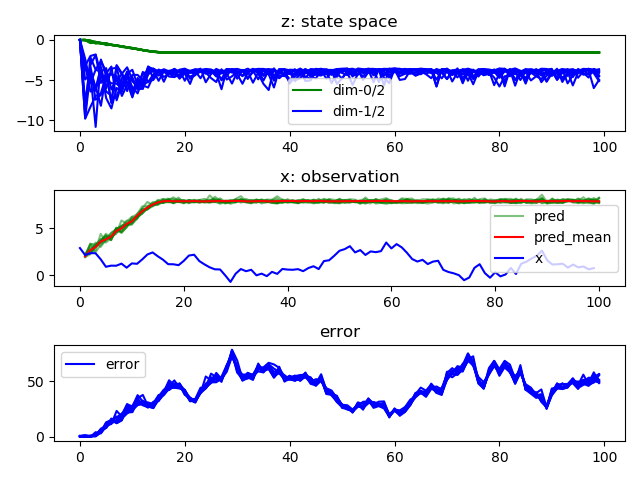 z: state space
0
−5
−10
dim-0/2
dim-1/2
0 20 40 60 80 100
x: observation
5
0
pred
pred_mean
x
0 20 40 60 80 100
error
50
0
error
0 20 40 60 80 100